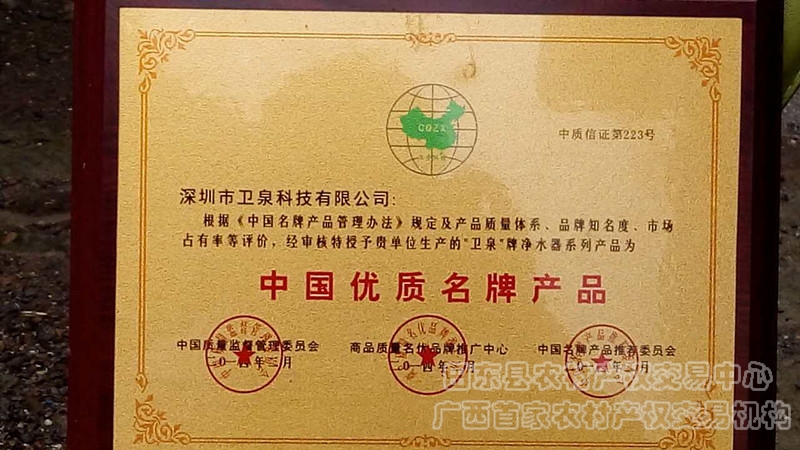 CQZX
中质信证第223号
深圳市卫泉科技有限公司：
根据《中国名牌产品管理办法》规定及产品质量体系、品牌知名度、市场
占有率等评价，经审核特授予贵单位生产的"卫泉"牌净水器系列产品为
中国优质名牌产品
中国质量监督管理委员会 商品质量名优品牌推广中心 中国名牌产品推荐委员会
二〇一四年三月 二〇一四年三月 二〇一四年三月
田东县农村产权交易中心
广西首家农村产权交易机构